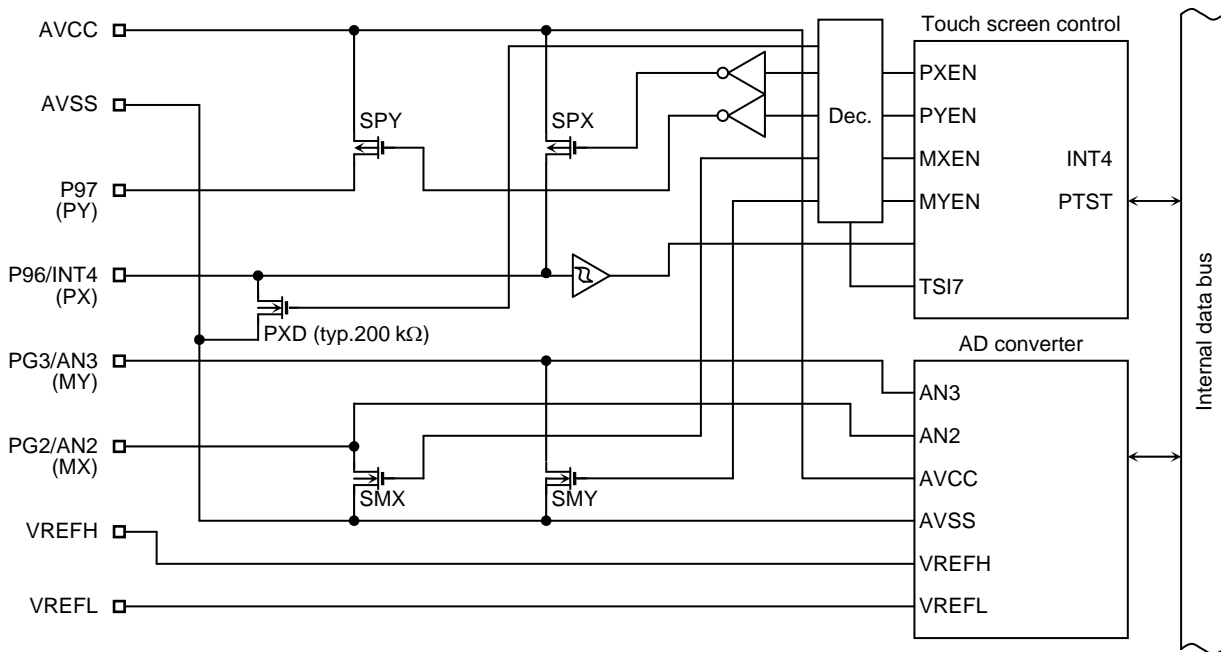 AVCC
AVSS
P97
(PY)
P96/INT4
(PX)
PG3/AN3
(MY)
PG2/AN2
(MX)
VREFH
VREFL
SPY
SPX
PXD (typ.200 kΩ)
SMX
SMY
Dec.
Touch screen control
PXEN
PYEN
MXEN
INT4
MYEN
PTST
TSI7
AD converter
AN3
AN2
AVCC
AVSS
VREFH
VREFL
Internal data bus